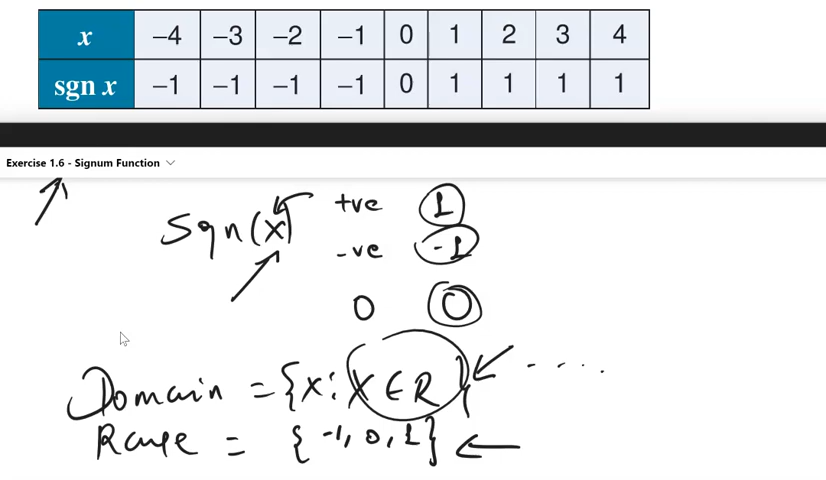 x −4 −3 −2 −1 0 1 2 3 4
sgn x −1 −1 −1 −1 0 1 1 1 1
Exercise 1.6 - Signum Function
Sgn(x) +ve 1
-ve -1
0 0
Domain = {x : x ∈ R} ....
Range = {-1, 0, 1}